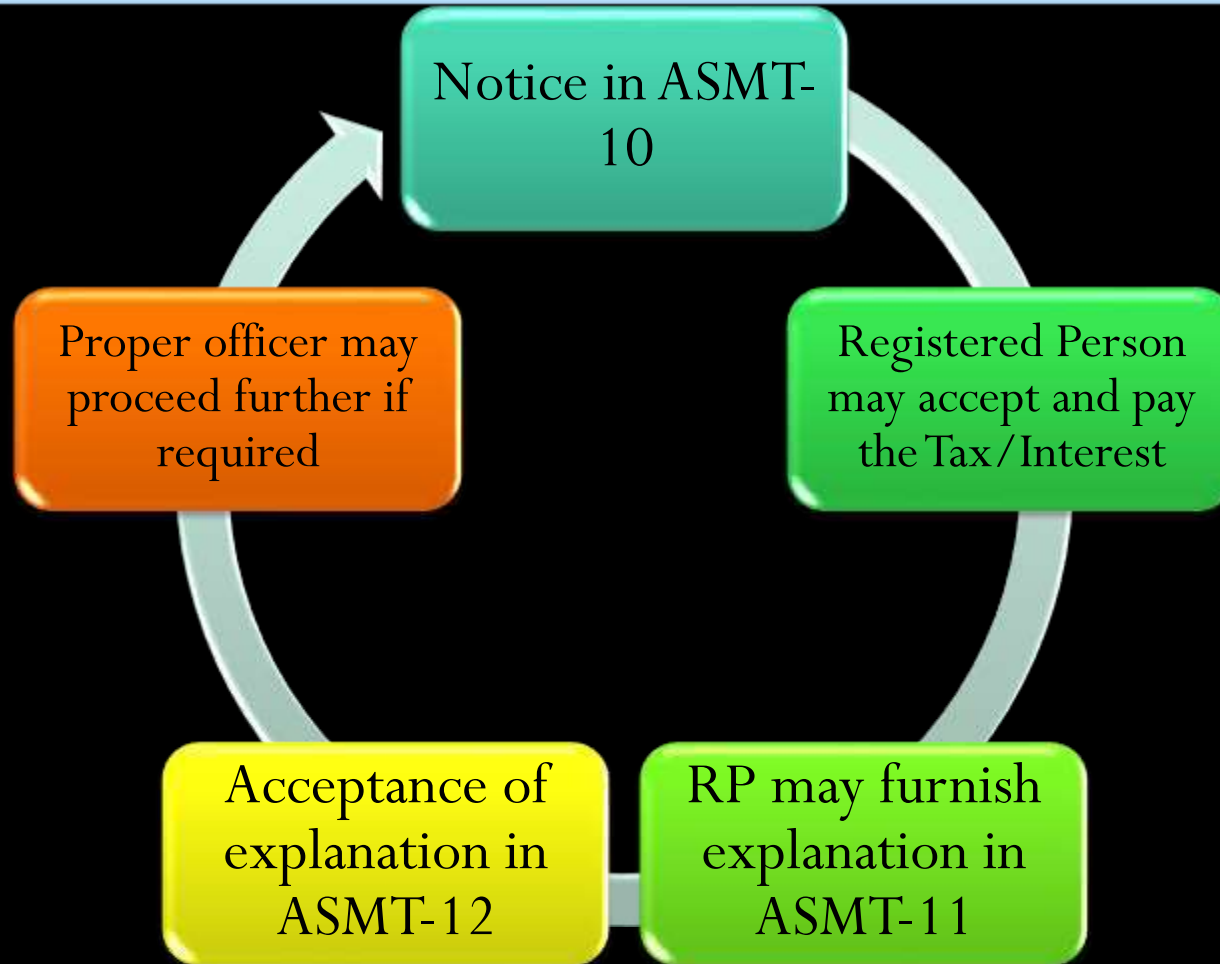 Notice in ASMT-
10
Registered Person
may accept and pay
the Tax/Interest
RP may furnish
explanation in
ASMT-11
Acceptance of
explanation in
ASMT-12
Proper officer may
proceed further if
required